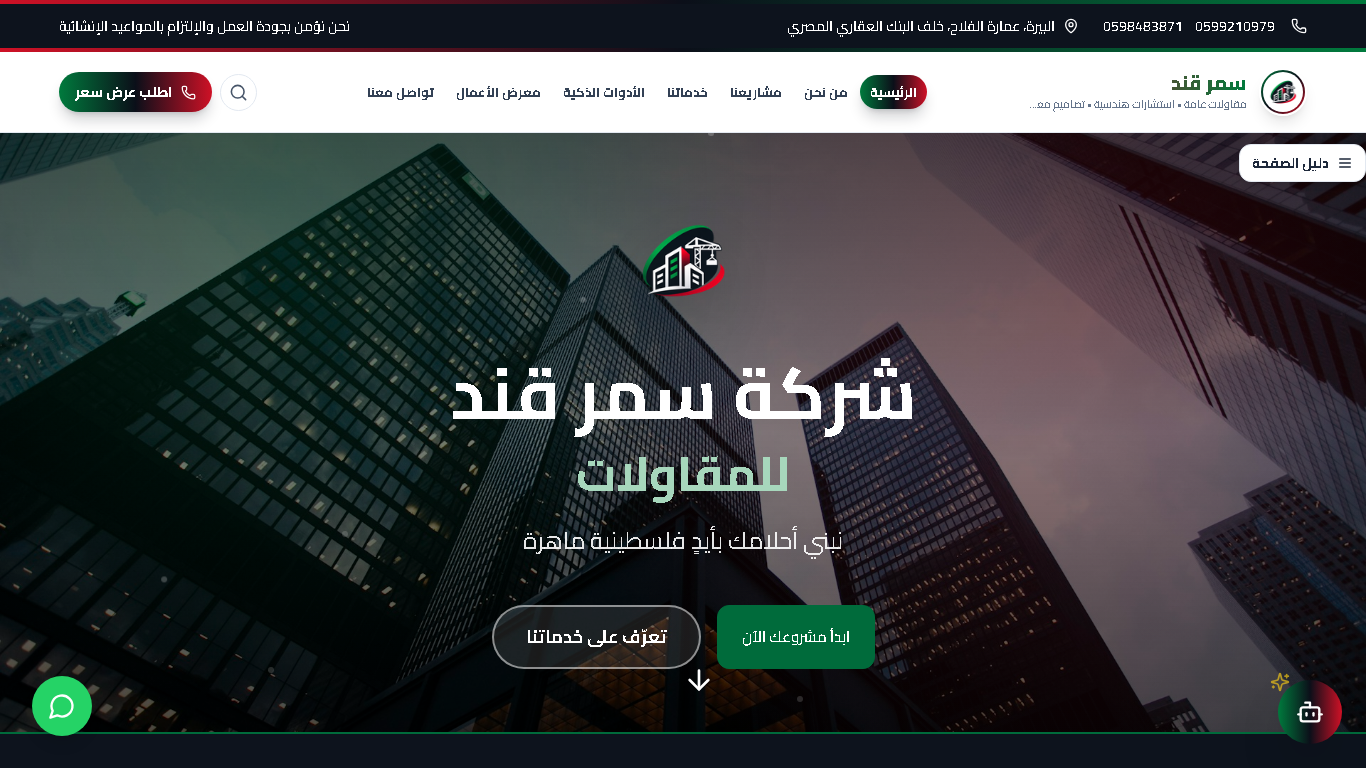 0599210979 0598483871
البيرة، عمارة الفلاح، خلف البنك العقاري المصري
نحن نؤمن بجودة العمل والإلتزام بالمواعيد الإنشائية
سمر قند
مقاولات عامة • استشارات هندسية • تصاميم مع...
الرئيسية
من نحن
مشاريعنا
خدماتنا
الأدوات الذكية
معرض الأعمال
تواصل معنا
اطلب عرض سعر
دليل الصفحة
شركة سمر قند
للمقاولات
نبني أحلامك بأيدٍ فلسطينية ماهرة
ابدأ مشروعك الآن
تعرّف على خدماتنا